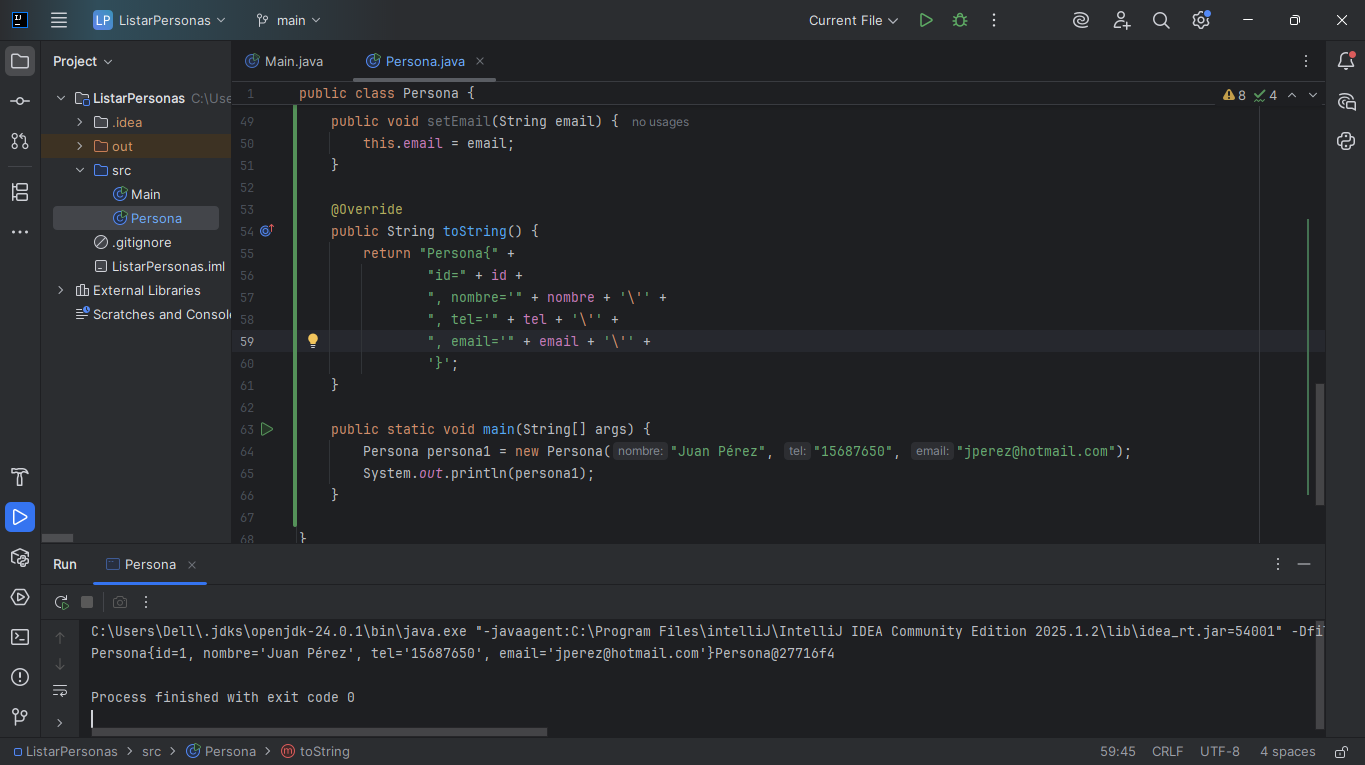 LP ListarPersonas main Current File
Project
Main.java Persona.java
ListarPersonas C:\Use
.idea
out
src
Main
Persona
.gitignore
ListarPersonas.iml
External Libraries
Scratches and Consol
8 4
1 public class Persona {
49 public void setEmail(String email) { no usages
50 this.email = email;
51 }
52
53 @Override
54 public String toString() {
55 return "Persona{" +
56 "id=" + id +
57 ", nombre='" + nombre + '\'' +
58 ", tel='" + tel + '\'' +
59 ", email='" + email + '\'' +
60 '}';
61 }
62
63 public static void main(String[] args) {
64 Persona persona1 = new Persona( nombre: "Juan Pérez", tel: "15687650", email: "jperez@hotmail.com");
65 System.out.println(persona1);
66 }
67
68 }
Run Persona
C:\Users\Dell\.jdks\openjdk-24.0.1\bin\java.exe "-javaagent:C:\Program Files\intelliJ\IntelliJ IDEA Community Edition 2025.1.2\lib\idea_rt.jar=54001" -Dfil
Persona{id=1, nombre='Juan Pérez', tel='15687650', email='jperez@hotmail.com'}Persona@27716f4
Process finished with exit code 0
ListarPersonas > src > Persona > toString 59:45 CRLF UTF-8 4 spaces